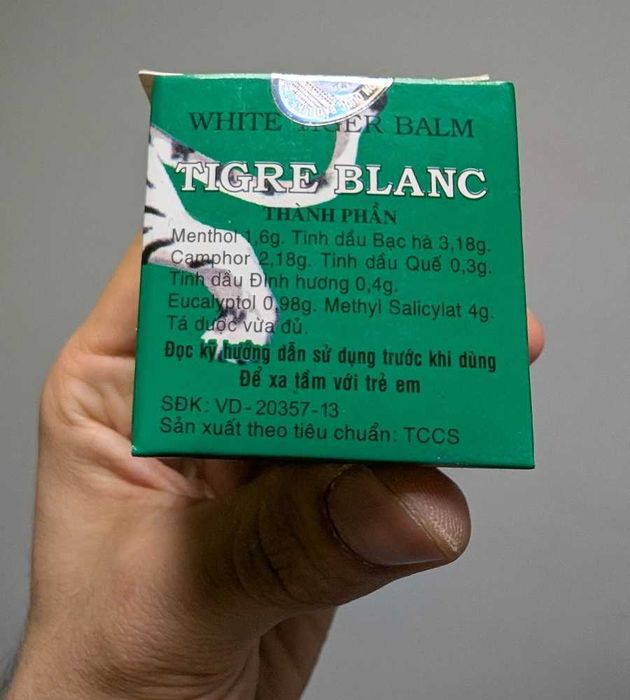 WHITE TIGER BALM
TIGRE BLANC
THÀNH PHẦN
Menthol 1,6g. Tinh dầu Bạc hà 3,18g.
Camphor 2,18g. Tinh dầu Quế 0,3g.
Tinh dầu Đinh hương 0,4g.
Eucalyptol 0,98g. Methyl Salicylat 4g.
Tá dược vừa đủ.
Đọc kỹ hướng dẫn sử dụng trước khi dùng
Để xa tầm với trẻ em
SĐK: VD-20357-13
Sản xuất theo tiêu chuẩn: TCCS